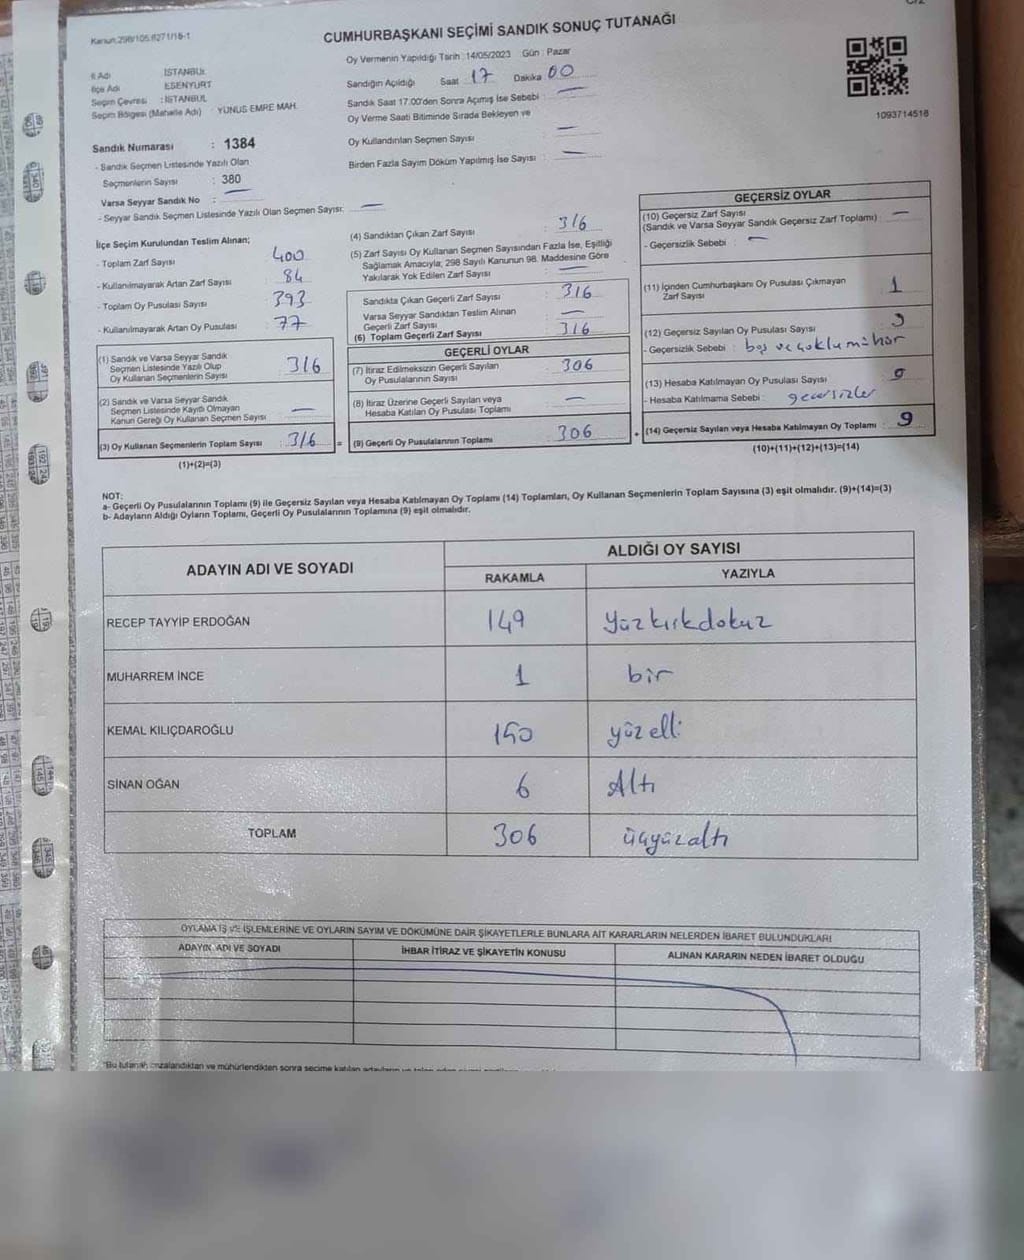 Kanun:298/105,6271/18-1
CUMHURBAŞKANI SEÇİMİ SANDIK SONUÇ TUTANAĞI
Oy Vermenin Yapıldığı Tarih : 14/05/2023 Gün : Pazar
İl Adı : İSTANBUL
İlçe Adı : ESENYURT
Seçim Çevresi : İSTANBUL
Seçim Bölgesi (Mahalle Adı) : YUNUS EMRE MAH.
Sandığın Açıldığı Saat 17 Dakika 00
Sandık Saat 17.00'den Sonra Açımış İse Sebebi : —
Oy Verme Saati Bitiminde Sırada Bekleyen ve
Oy Kullandırılan Seçmen Sayısı : —
Birden Fazla Sayım Döküm Yapılmış İse Sayısı : —
1093714518
Sandık Numarası : 1384
- Sandık Seçmen Listesinde Yazılı Olan
Seçmenlerin Sayısı : 380
Varsa Seyyar Sandık No : —
- Seyyar Sandık Seçmen Listesinde Yazılı Olan Seçmen Sayısı: —
İlçe Seçim Kurulundan Teslim Alınan;
- Toplam Zarf Sayısı : 400
- Kullanılmayarak Artan Zarf Sayısı : 84
- Toplam Oy Pusulası Sayısı : 393
- Kullanılmayarak Artan Oy Pusulası : 77
(1) Sandık ve Varsa Seyyar Sandık
Seçmen Listesinde Yazılı Olup
Oy Kullanan Seçmenlerin Sayısı : 316
(2) Sandık ve Varsa Seyyar Sandık
Seçmen Listesinde Kayıtlı Olmayan
Kanun Gereği Oy Kullanan Seçmen Sayısı : —
(3) Oy Kullanan Seçmenlerin Toplam Sayısı : 316 =
(1)+(2)=(3)
(4) Sandıktan Çıkan Zarf Sayısı : 316
(5) Zarf Sayısı Oy Kullanan Seçmen Sayısından Fazla İse, Eşitliği
Sağlamak Amacıyla; 298 Sayılı Kanunun 98. Maddesine Göre
Yakılarak Yok Edilen Zarf Sayısı : —
Sandıkta Çıkan Geçerli Zarf Sayısı : 316
Varsa Seyyar Sandıktan Teslim Alınan
Geçerli Zarf Sayısı : —
(6) Toplam Geçerli Zarf Sayısı : 316
GEÇERLİ OYLAR
(7) İtiraz Edilmeksizin Geçerli Sayılan
Oy Pusulalarının Sayısı : 306
(8) İtiraz Üzerine Geçerli Sayılan veya
Hesaba Katılan Oy Pusulası Toplamı : —
(9) Geçerli Oy Pusulalarının Toplamı : 306 +
GEÇERSİZ OYLAR
(10) Geçersiz Zarf Sayısı : —
(Sandık ve Varsa Seyyar Sandık Geçersiz Zarf Toplamı)
- Geçersizlik Sebebi : —
(11) İçinden Cumhurbaşkanı Oy Pusulası Çıkmayan
Zarf Sayısı : 1
(12) Geçersiz Sayılan Oy Pusulası Sayısı : 9
- Geçersizlik Sebebi : boş ve çoklu mühür
(13) Hesaba Katılmayan Oy Pusulası Sayısı :
- Hesaba Katılmama Sebebi : geçersizler
(14) Geçersiz Sayılan veya Hesaba Katılmayan Oy Toplamı : 9
(10)+(11)+(12)+(13)=(14)
NOT:
a- Geçerli Oy Pusulalarının Toplamı (9) ile Geçersiz Sayılan veya Hesaba Katılmayan Oy Toplamı (14) Toplamları, Oy Kullanan Seçmenlerin Toplam Sayısına (3) eşit olmalıdır. (9)+(14)=(3)
b- Adayların Aldığı Oyların Toplamı, Geçerli Oy Pusulalarının Toplamına (9) eşit olmalıdır.
ADAYIN ADI VE SOYADI
ALDIĞI OY SAYISI
RAKAMLA YAZIYLA
RECEP TAYYİP ERDOĞAN 149 yüzkırkdokuz
MUHARREM İNCE 1 bir
KEMAL KILIÇDAROĞLU 150 yüzelli
SİNAN OĞAN 6 Altı
TOPLAM 306 üçyüzaltı
OYLAMA İŞ VE İŞLEMLERİNE VE OYLARIN SAYIM VE DÖKÜMÜNE DAİR ŞİKAYETLERLE BUNLARA AİT KARARLARIN NELERDEN İBARET BULUNDUKLARI
ADAYIN ADI VE SOYADI İHBAR İTİRAZ VE ŞİKAYETİN KONUSU ALINAN KARARIN NEDEN İBARET OLDUĞU
"Bu tutanak imzalandıktan ve mühürlendikten sonra seçime katılan